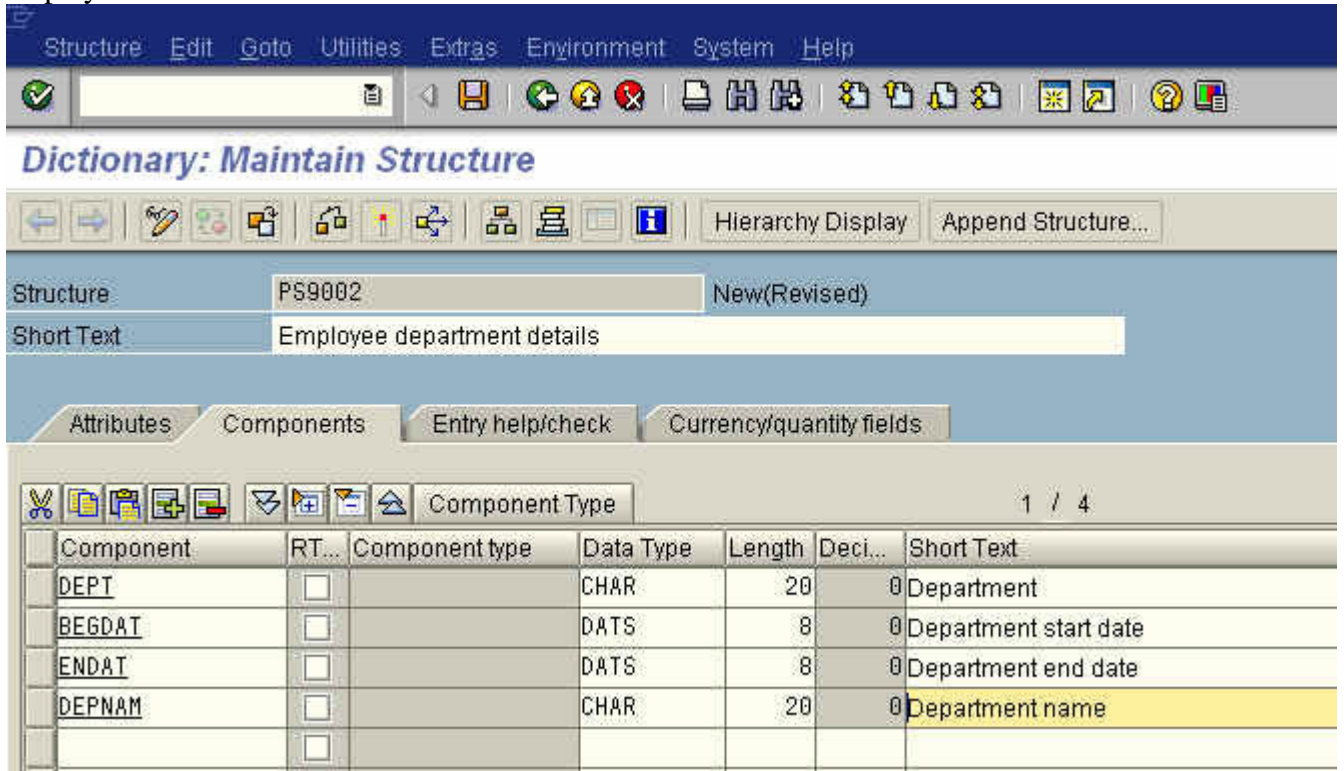 Structure Edit Goto Utilities Extras Environment System Help
Dictionary: Maintain Structure
Hierarchy Display Append Structure...
Structure PS9002 New(Revised)
Short Text Employee department details
Attributes Components Entry help/check Currency/quantity fields
Component Type 1 / 4
Component RT... Component type Data Type Length Deci... Short Text
DEPT CHAR 20 0 Department
BEGDAT DATS 8 0 Department start date
ENDAT DATS 8 0 Department end date
DEPNAM CHAR 20 0 Department name